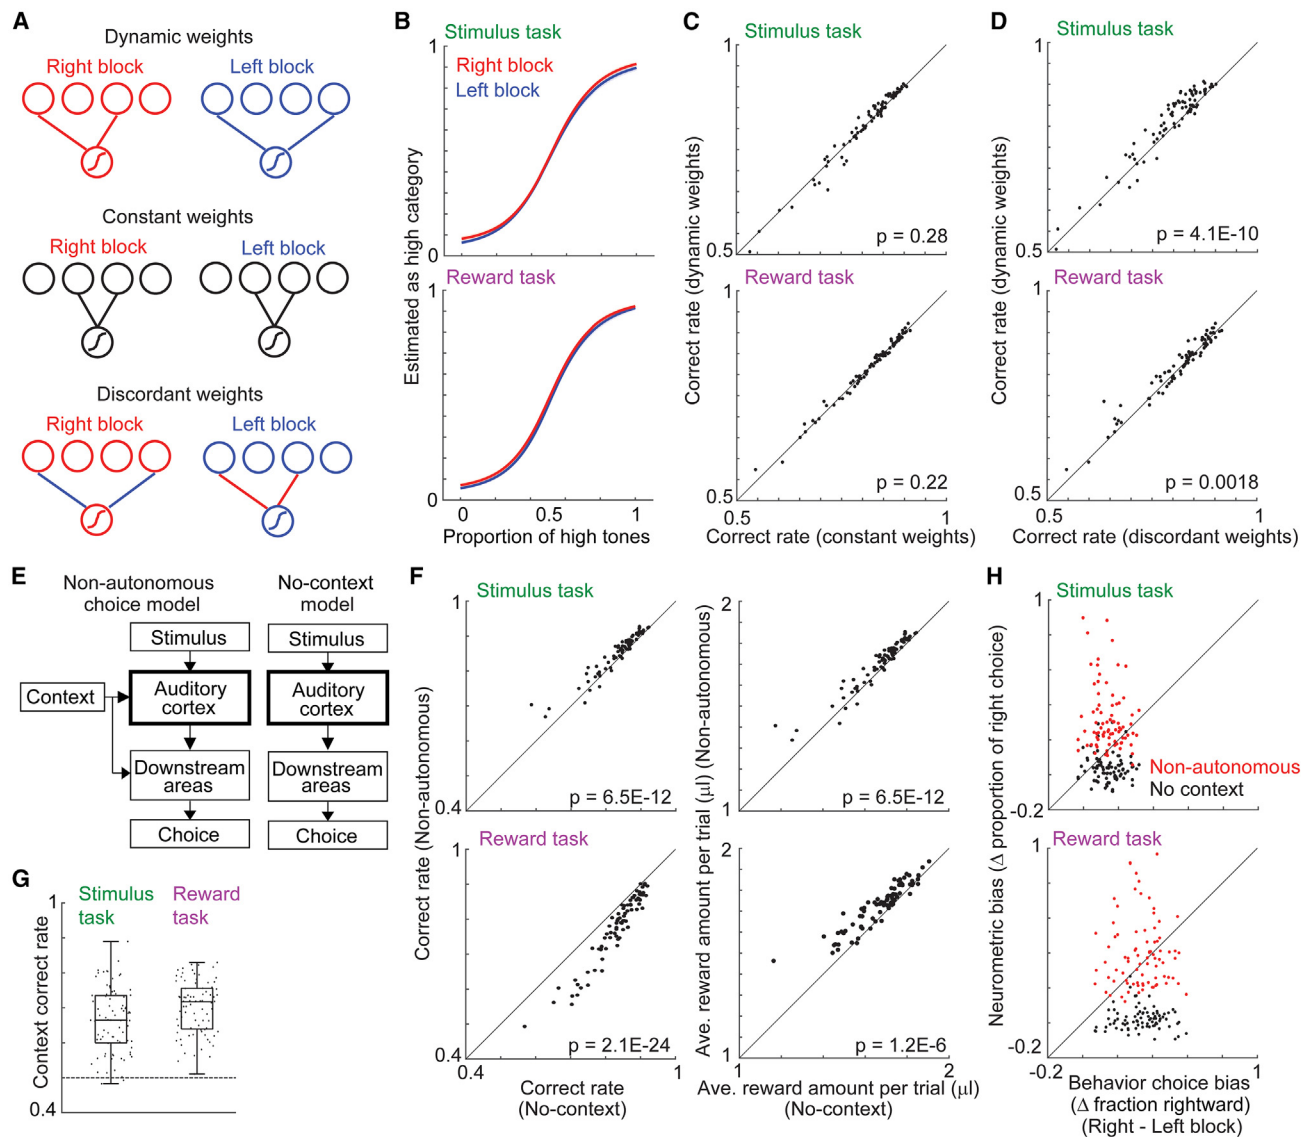 A
Dynamic weights
Right block
Left block
Constant weights
Right block
Left block
Discordant weights
Right block
Left block
B
Stimulus task
1
Right block
Left block
0
Reward task
1
0
0
0.5
1
Estimated as high category
Proportion of high tones
C
Stimulus task
1
0.5
p = 0.28
Reward task
1
0.5
p = 0.22
0.5
1
Correct rate (dynamic weights)
Correct rate (dynamic weights)
Correct rate (constant weights)
D
Stimulus task
1
0.5
p = 4.1E-10
Reward task
1
0.5
p = 0.0018
0.5
1
Correct rate (dynamic weights)
Correct rate (dynamic weights)
Correct rate (discordant weights)
E
Non-autonomous
choice model
No-context
model
Stimulus
Stimulus
Context
Auditory
cortex
Auditory
cortex
Downstream
areas
Downstream
areas
Choice
Choice
F
Stimulus task
1
0.4
p = 6.5E-12
Reward task
1
0.4
p = 2.1E-24
0.4
1
Correct rate (Non-autonomous)
Correct rate
(No-context)
2
1
p = 6.5E-12
2
1
p = 1.2E-6
1
2
Ave. reward amount per trial (µl) (Non-autonomous)
Ave. reward amount per trial (µl)
(No-context)
G
Stimulus
task
Reward
task
1
0.4
Context correct rate
H
Stimulus task
1
Non-autonomous
No context
-0.2
Reward task
1
-0.2
-0.2
1
Neurometric bias (Δ proportion of right choice)
Behavior choice bias
(Δ fraction rightward)
(Right - Left block)